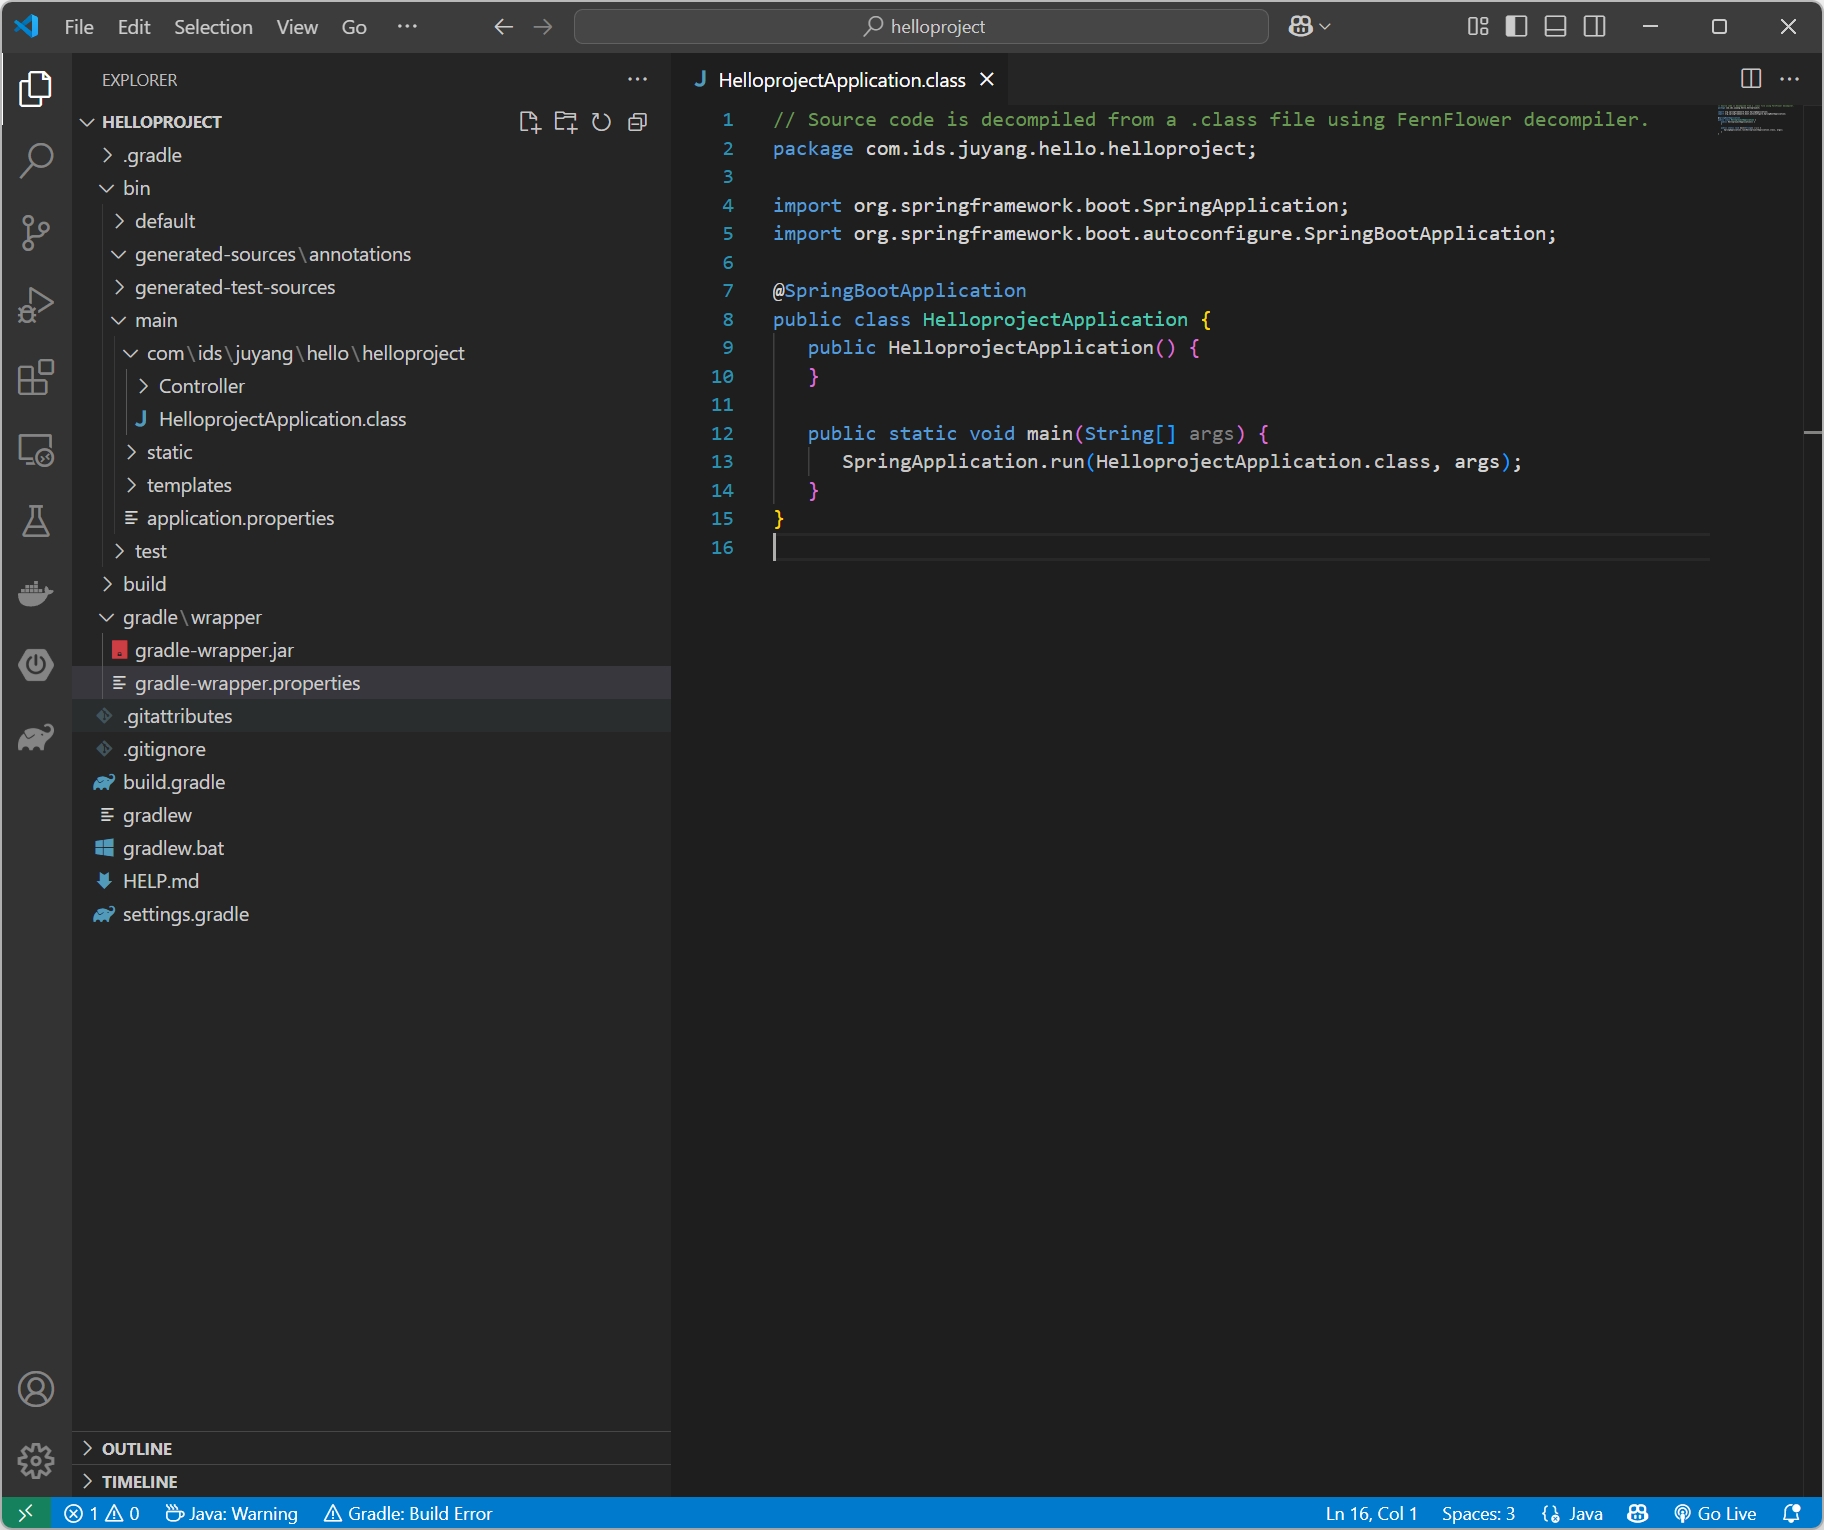 File Edit Selection View Go ···
helloproject
EXPLORER
HELLOPROJECT
.gradle
bin
default
generated-sources\annotations
generated-test-sources
main
com\ids\juyang\hello\helloproject
Controller
J HelloprojectApplication.class
static
templates
application.properties
test
build
gradle\wrapper
gradle-wrapper.jar
gradle-wrapper.properties
.gitattributes
.gitignore
build.gradle
gradlew
gradlew.bat
HELP.md
settings.gradle
OUTLINE
TIMELINE
J HelloprojectApplication.class
1 // Source code is decompiled from a .class file using FernFlower decompiler.
2 package com.ids.juyang.hello.helloproject;
3
4 import org.springframework.boot.SpringApplication;
5 import org.springframework.boot.autoconfigure.SpringBootApplication;
6
7 @SpringBootApplication
8 public class HelloprojectApplication {
9 public HelloprojectApplication() {
10 }
11
12 public static void main(String[] args) {
13 SpringApplication.run(HelloprojectApplication.class, args);
14 }
15 }
16
1 0 Java: Warning Gradle: Build Error Ln 16, Col 1 Spaces: 3 Java Go Live